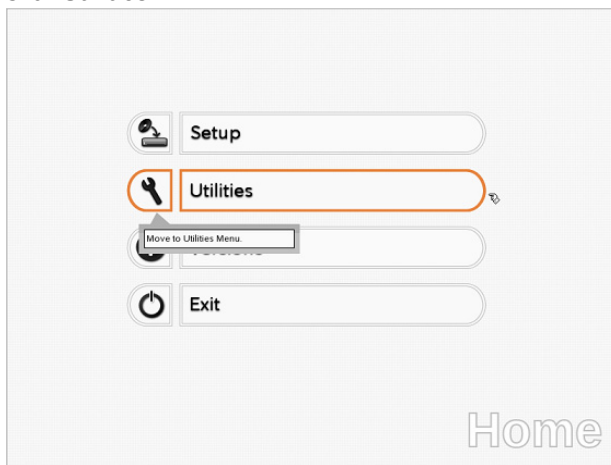 Setup
Utilities
Move to Utilities Menu.
Exit
Home